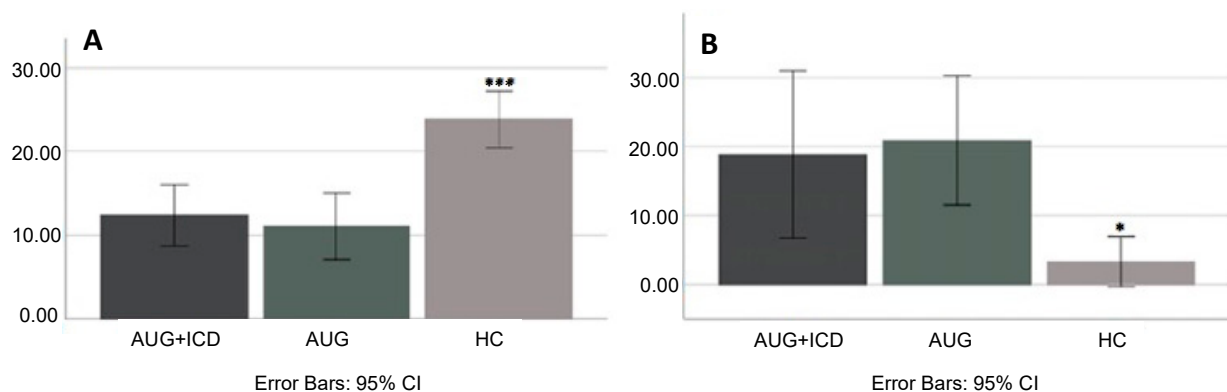 A
30.00
20.00
10.00
0.00
***
AUG+ICD
AUG
HC
Error Bars: 95% CI
B
30.00
20.00
10.00
0.00
*
AUG+ICD
AUG
HC
Error Bars: 95% CI